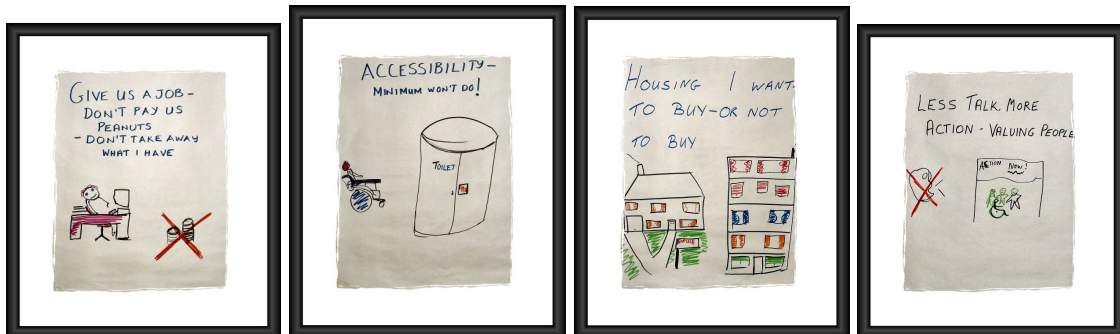 GIVE US A JOB -
DON'T PAY US
PEANUTS
- DON'T TAKE AWAY
WHAT I HAVE
ACCESSIBILITY -
MINIMUM WON'T DO!
TOILET
HOUSING I WANT.
TO BUY - OR NOT
TO BUY
LESS TALK. MORE
ACTION - VALUING PEOPLE
ACTION NOW!